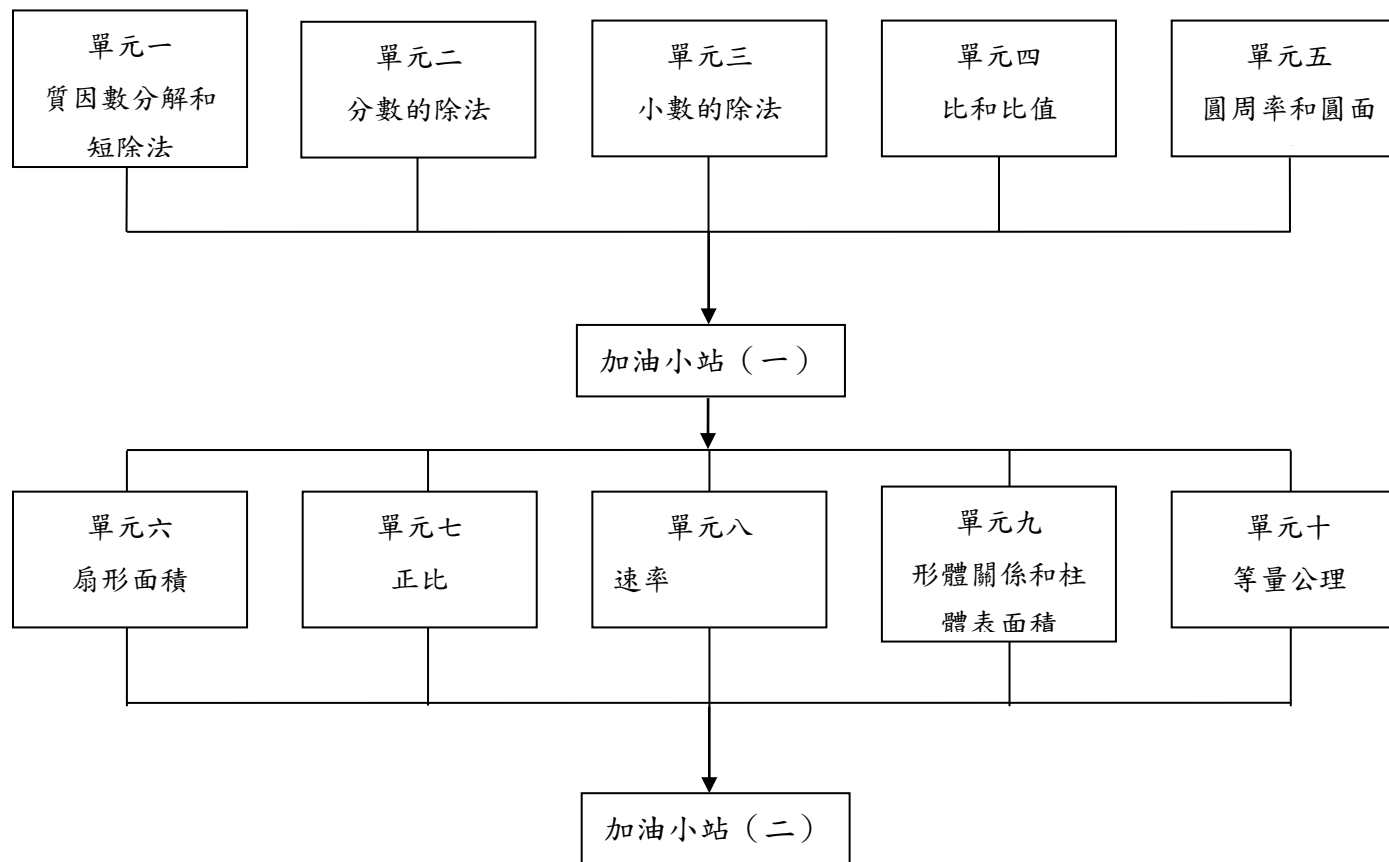 單元一
質因數分解和
短除法
單元二
分數的除法
單元三
小數的除法
單元四
比和比值
單元五
圓周率和圓面
加油小站（一）
單元六
扇形面積
單元七
正比
單元八
速率
單元九
形體關係和柱
體表面積
單元十
等量公理
加油小站（二）